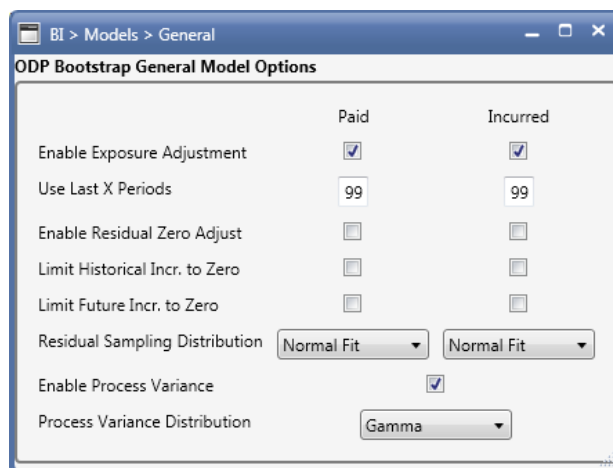 BI > Models > General
ODP Bootstrap General Model Options
Paid Incurred
Enable Exposure Adjustment
Use Last X Periods 99 99
Enable Residual Zero Adjust
Limit Historical Incr. to Zero
Limit Future Incr. to Zero
Residual Sampling Distribution Normal Fit Normal Fit
Enable Process Variance
Process Variance Distribution Gamma